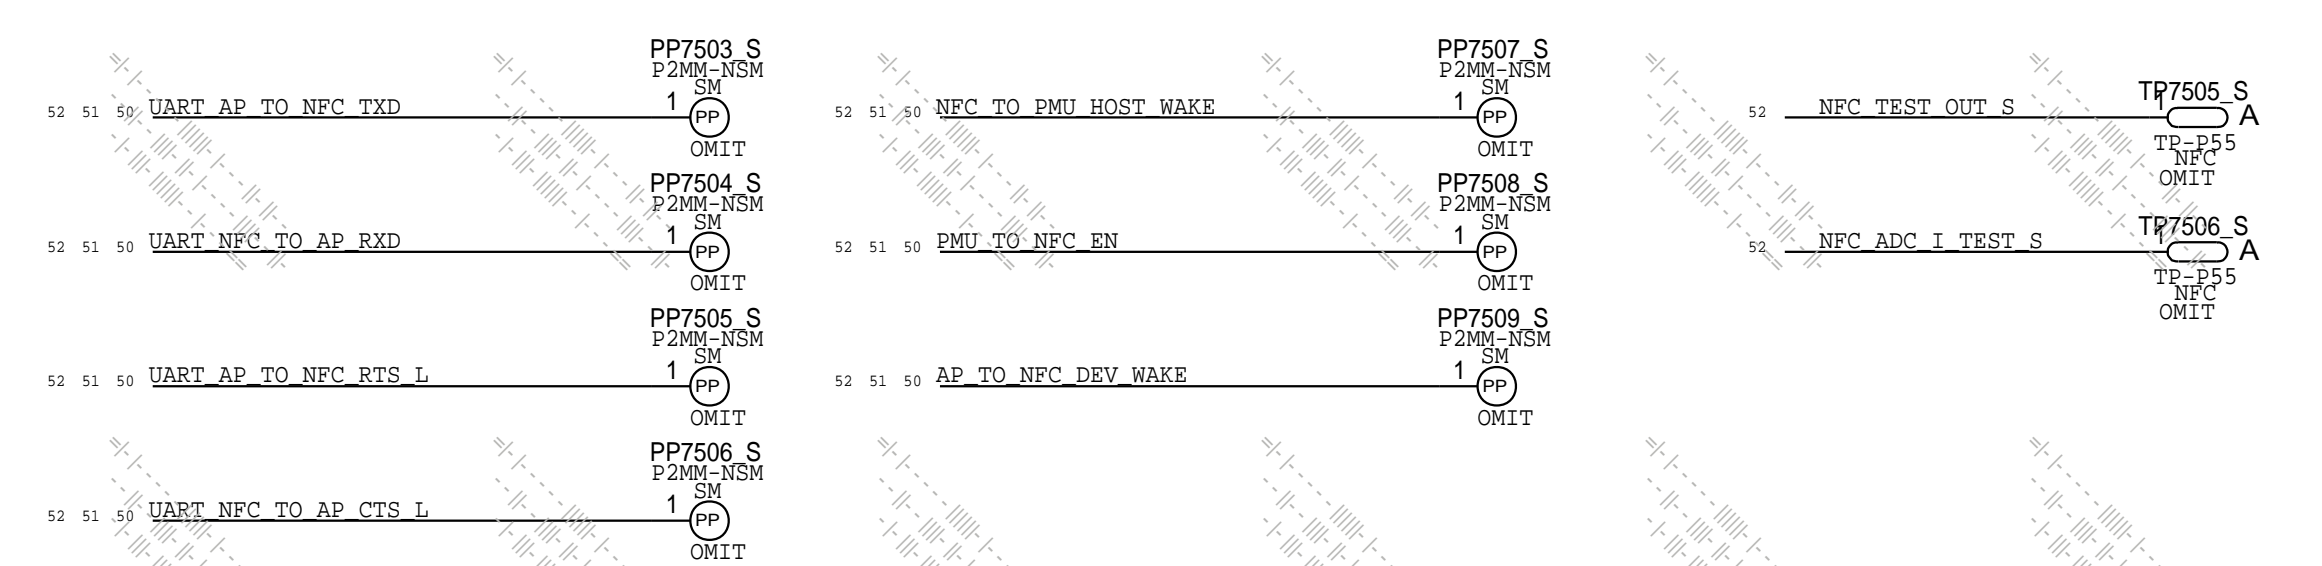 PP7503_S
P2MM-NSM
SM
52 51 50 UART_AP_TO_NFC_TXD 1 PP
OMIT
PP7504_S
P2MM-NSM
SM
52 51 50 UART_NFC_TO_AP_RXD 1 PP
OMIT
PP7505_S
P2MM-NSM
SM
52 51 50 UART_AP_TO_NFC_RTS_L 1 PP
OMIT
PP7506_S
P2MM-NSM
SM
52 51 50 UART_NFC_TO_AP_CTS_L 1 PP
OMIT
PP7507_S
P2MM-NSM
SM
52 51 50 NFC_TO_PMU_HOST_WAKE 1 PP
OMIT
PP7508_S
P2MM-NSM
SM
52 51 50 PMU_TO_NFC_EN 1 PP
OMIT
PP7509_S
P2MM-NSM
SM
52 51 50 AP_TO_NFC_DEV_WAKE 1 PP
OMIT
TP7505_S
52 NFC_TEST_OUT_S 1 A
TP-P55
NFC
OMIT
TP7506_S
52 NFC_ADC_I_TEST_S 1 A
TP-P55
NFC
OMIT